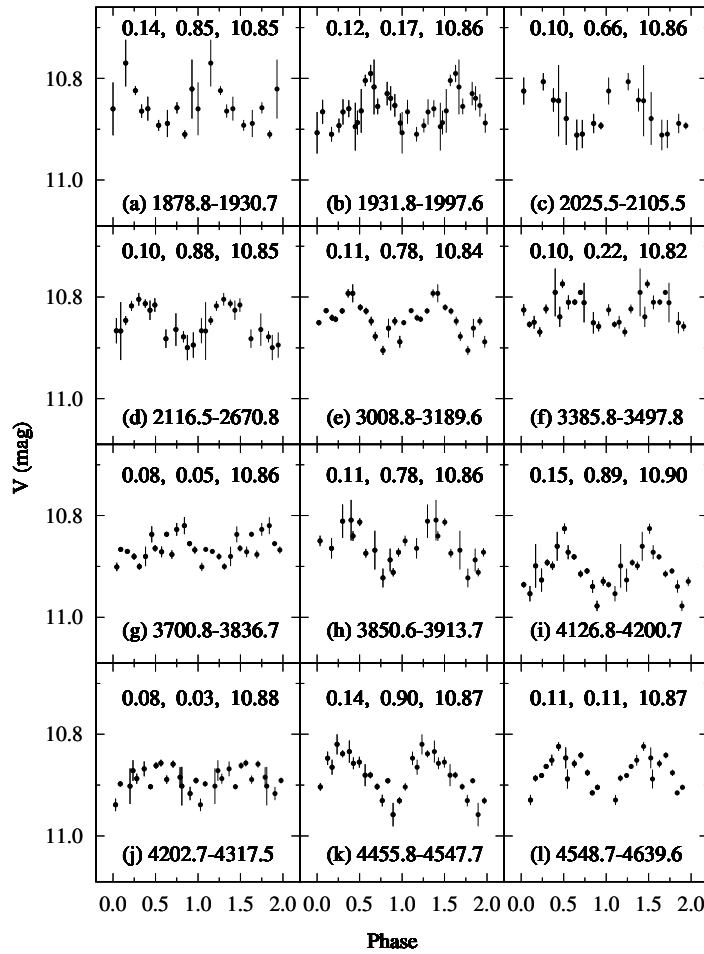 0.14, 0.85, 10.85
0.12, 0.17, 10.86
0.10, 0.66, 10.86
10.8
11.0
(a) 1878.8-1930.7
(b) 1931.8-1997.6
(c) 2025.5-2105.5
0.10, 0.88, 10.85
0.11, 0.78, 10.84
0.10, 0.22, 10.82
10.8
11.0
(d) 2116.5-2670.8
(e) 3008.8-3189.6
(f) 3385.8-3497.8
V (mag)
0.08, 0.05, 10.86
0.11, 0.78, 10.86
0.15, 0.89, 10.90
10.8
11.0
(g) 3700.8-3836.7
(h) 3850.6-3913.7
(i) 4126.8-4200.7
0.08, 0.03, 10.88
0.14, 0.90, 10.87
0.11, 0.11, 10.87
10.8
11.0
(j) 4202.7-4317.5
(k) 4455.8-4547.7
(l) 4548.7-4639.6
0.0 0.5 1.0 1.5 2.0 0.0 0.5 1.0 1.5 2.0 0.0 0.5 1.0 1.5 2.0
Phase